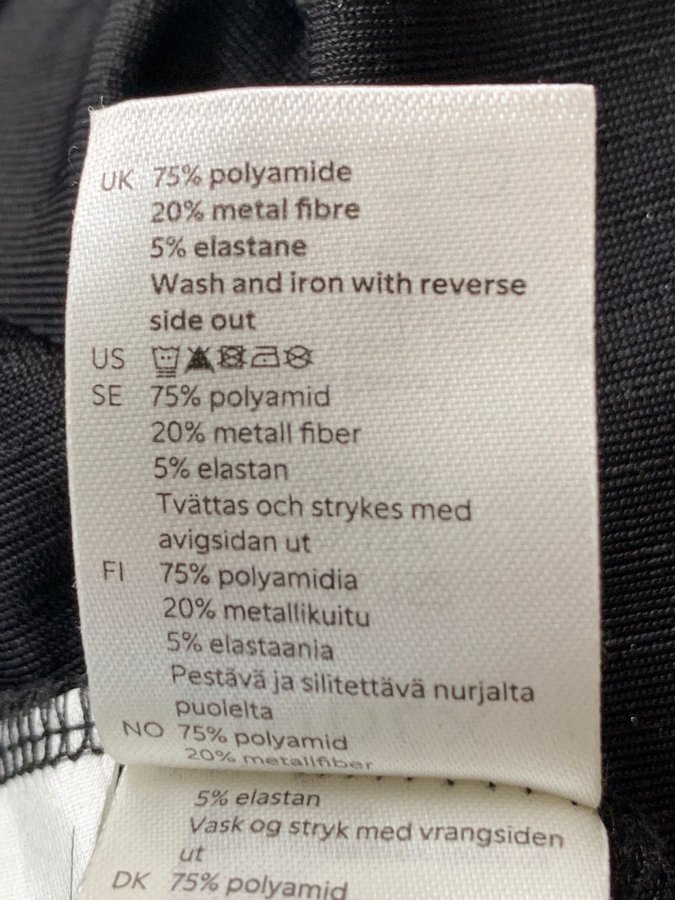 UK 75% polyamide
20% metal fibre
5% elastane
Wash and iron with reverse
side out
US
SE 75% polyamid
20% metall fiber
5% elastan
Tvättas och strykes med
avigsidan ut
FI 75% polyamidia
20% metallikuitu
5% elastaania
Pestävä ja silitettävä nurjalta
puolelta
NO 75% polyamid
20% metallfiber
5% elastan
Vask og stryk med vrangsiden
ut
DK 75% polyamid